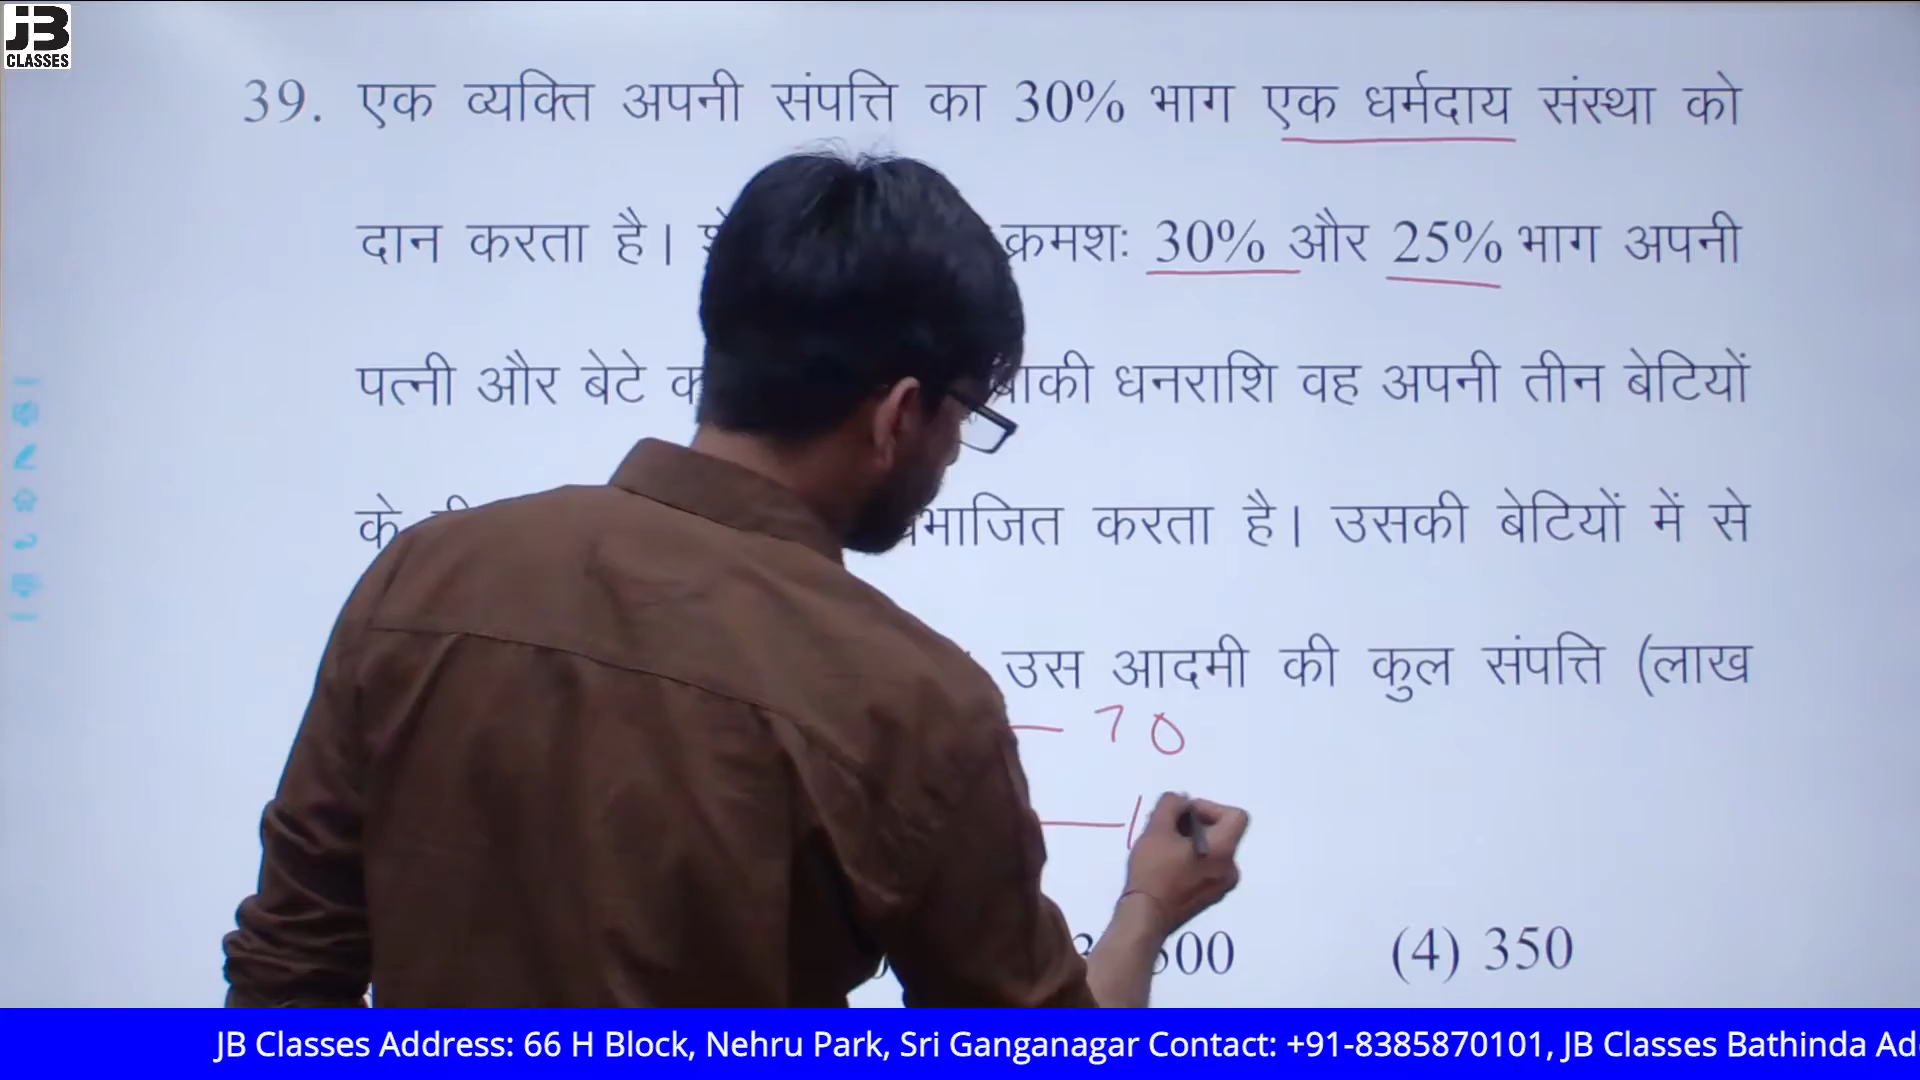 JB
CLASSES
39. एक व्यक्ति अपनी संपत्ति का 30% भाग एक धर्मदाय संस्था को
दान करता है। क्रमशः 30% और 25% भाग अपनी
पत्नी और बेटे बाकी धनराशि वह अपनी तीन बेटियों
के करता है। उसकी बेटियों में से
उस आदमी की कुल संपत्ति (लाख
70
(4) 350
JB Classes Address: 66 H Block, Nehru Park, Sri Ganganagar Contact: +91-8385870101, JB Classes Bathinda